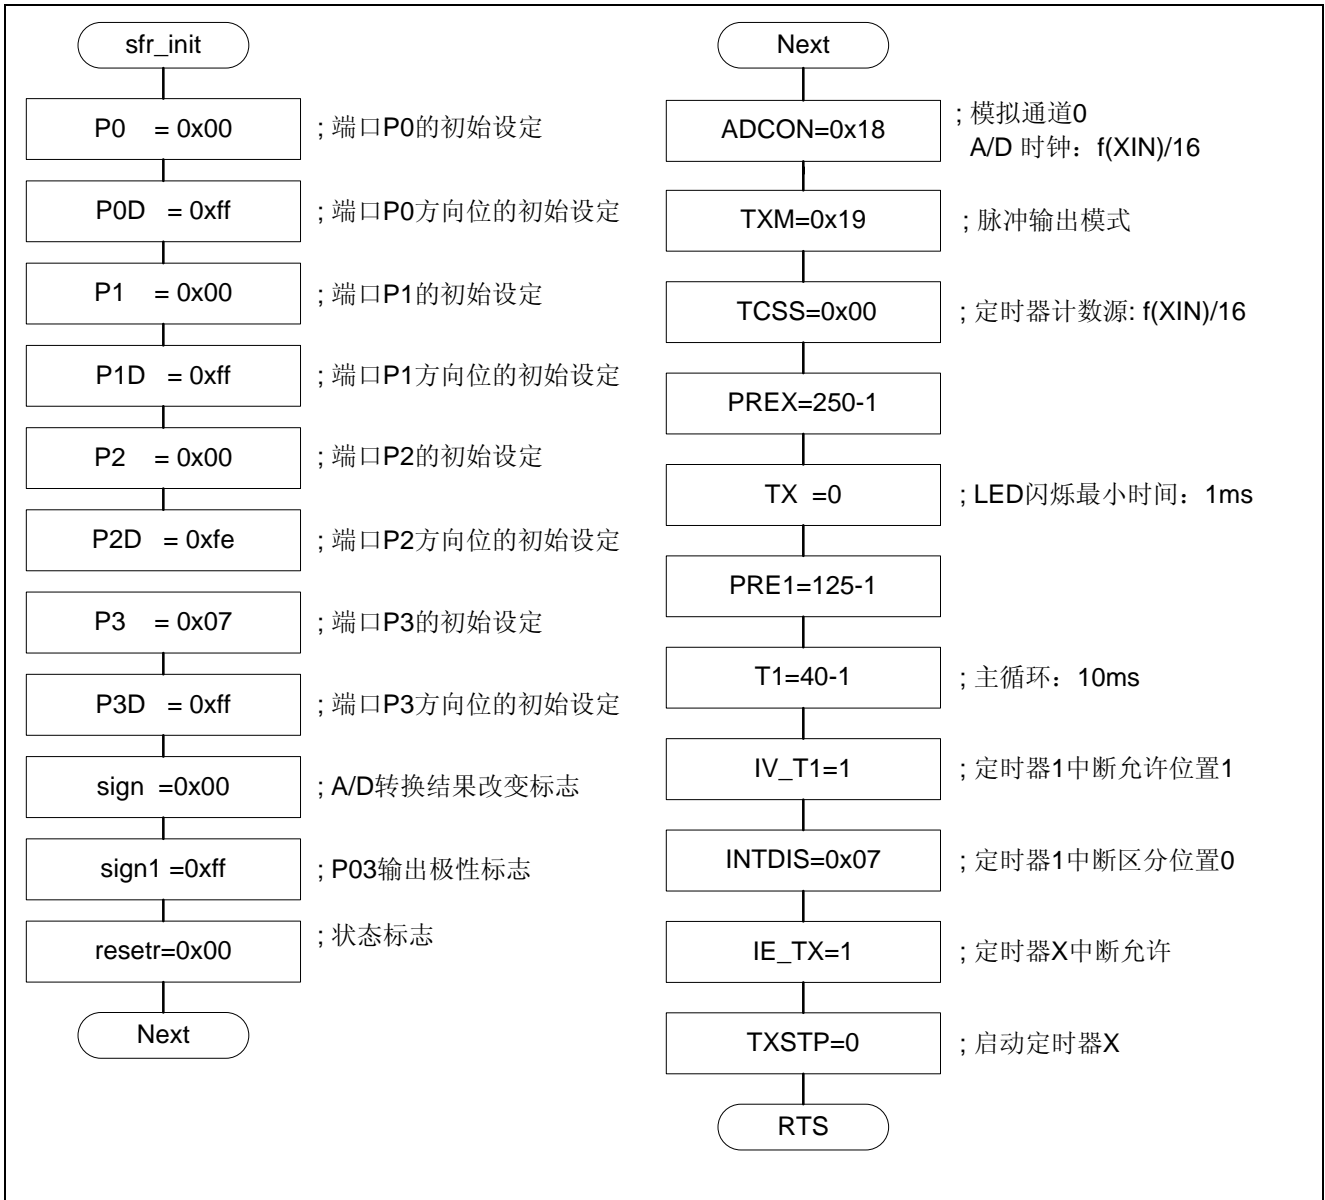 sfr_init
P0 = 0x00 ; 端口P0的初始设定
P0D = 0xff ; 端口P0方向位的初始设定
P1 = 0x00 ; 端口P1的初始设定
P1D = 0xff ; 端口P1方向位的初始设定
P2 = 0x00 ; 端口P2的初始设定
P2D = 0xfe ; 端口P2方向位的初始设定
P3 = 0x07 ; 端口P3的初始设定
P3D = 0xff ; 端口P3方向位的初始设定
sign =0x00 ; A/D转换结果改变标志
sign1 =0xff ; P03输出极性标志
resetr=0x00 ; 状态标志
Next
Next
ADCON=0x18 ; 模拟通道0
A/D 时钟：f(XIN)/16
TXM=0x19 ; 脉冲输出模式
TCSS=0x00 ; 定时器计数源: f(XIN)/16
PREX=250-1
TX =0 ; LED闪烁最小时间：1ms
PRE1=125-1
T1=40-1 ; 主循环：10ms
IV_T1=1 ; 定时器1中断允许位置1
INTDIS=0x07 ; 定时器1中断区分位置0
IE_TX=1 ; 定时器X中断允许
TXSTP=0 ; 启动定时器X
RTS